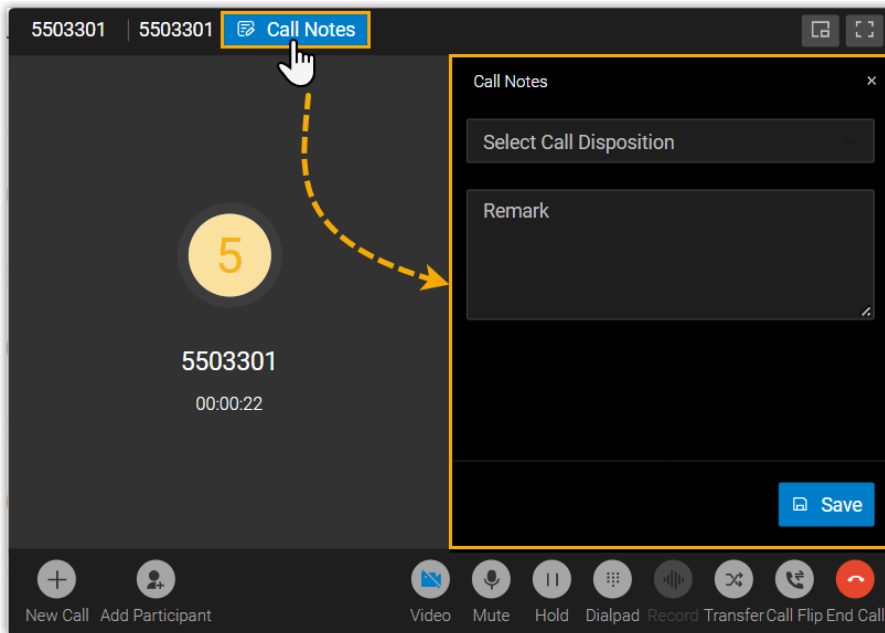 5503301 5503301 Call Notes
Call Notes
Select Call Disposition
Remark
5
5503301
00:00:22
Save
New Call Add Participant Video Mute Hold Dialpad Record Transfer Call Flip End Call